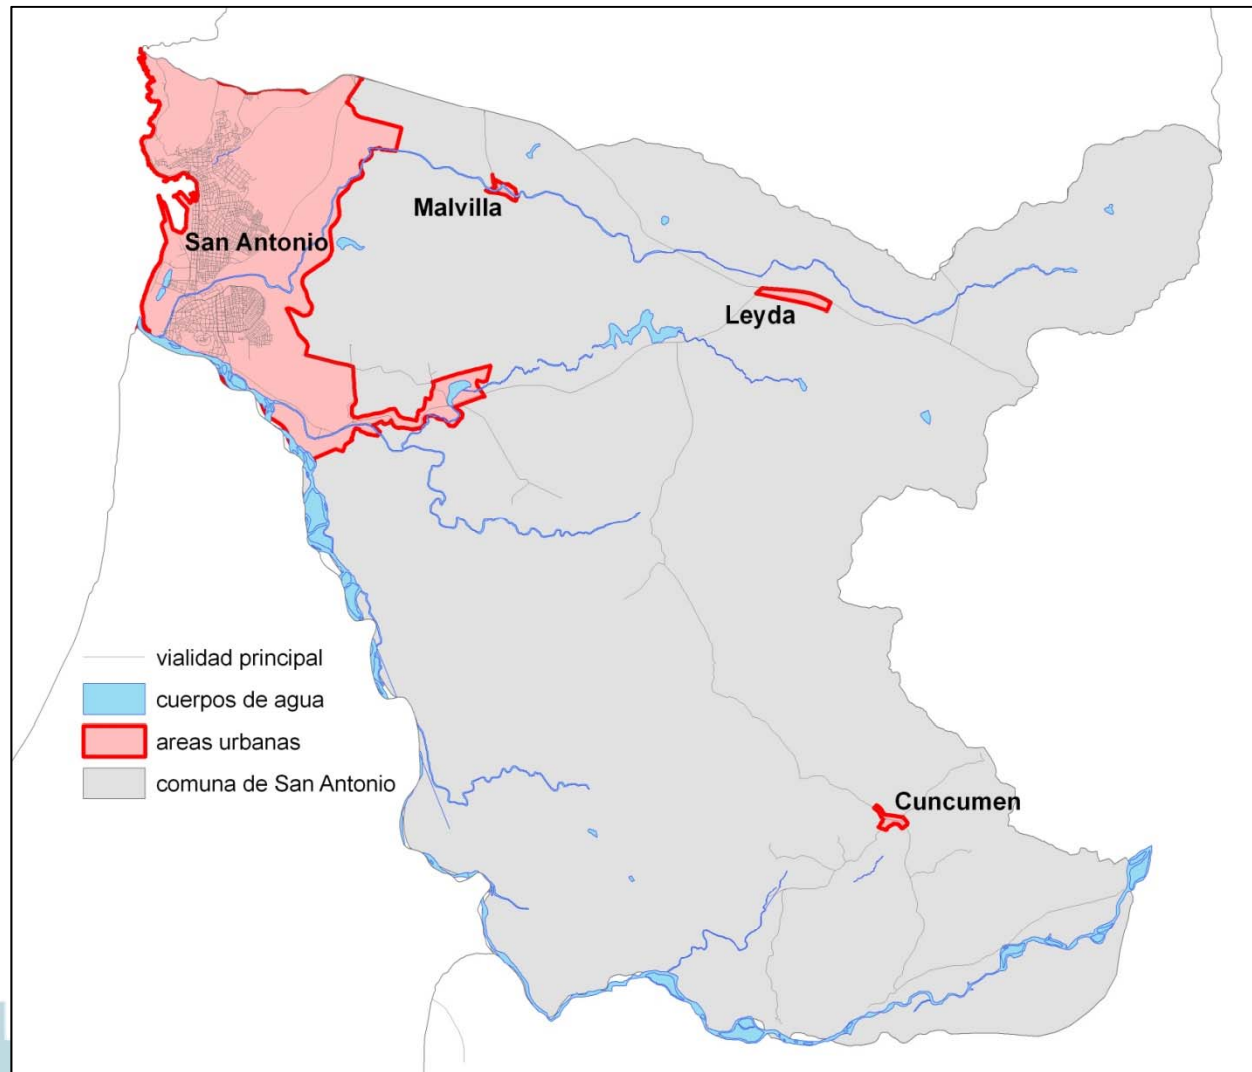 Malvilla
San Antonio
Leyda
vialidad principal
cuerpos de agua
areas urbanas
comuna de San Antonio
Cuncumen